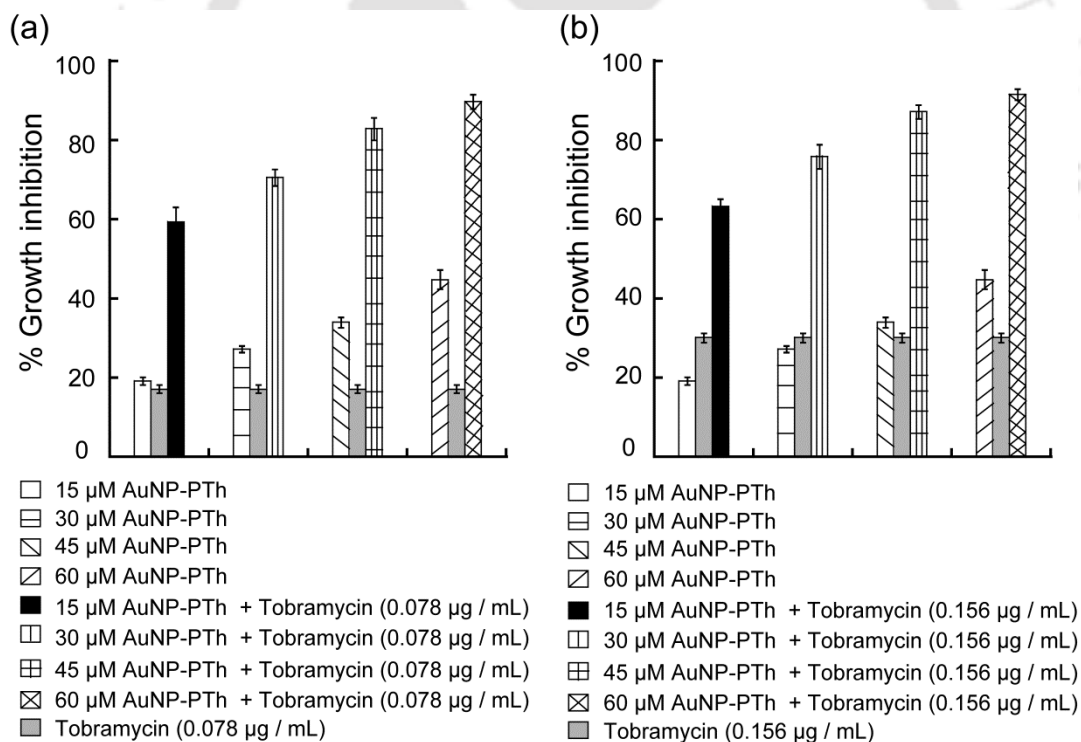 (a)
% Growth inhibition
100
80
60
40
20
0
15 µM AuNP-PTh
30 µM AuNP-PTh
45 µM AuNP-PTh
60 µM AuNP-PTh
15 µM AuNP-PTh + Tobramycin (0.078 µg / mL)
30 µM AuNP-PTh + Tobramycin (0.078 µg / mL)
45 µM AuNP-PTh + Tobramycin (0.078 µg / mL)
60 µM AuNP-PTh + Tobramycin (0.078 µg / mL)
Tobramycin (0.078 µg / mL)
(b)
% Growth inhibition
100
80
60
40
20
0
15 µM AuNP-PTh
30 µM AuNP-PTh
45 µM AuNP-PTh
60 µM AuNP-PTh
15 µM AuNP-PTh + Tobramycin (0.156 µg / mL)
30 µM AuNP-PTh + Tobramycin (0.156 µg / mL)
45 µM AuNP-PTh + Tobramycin (0.156 µg / mL)
60 µM AuNP-PTh + Tobramycin (0.156 µg / mL)
Tobramycin (0.156 µg / mL)